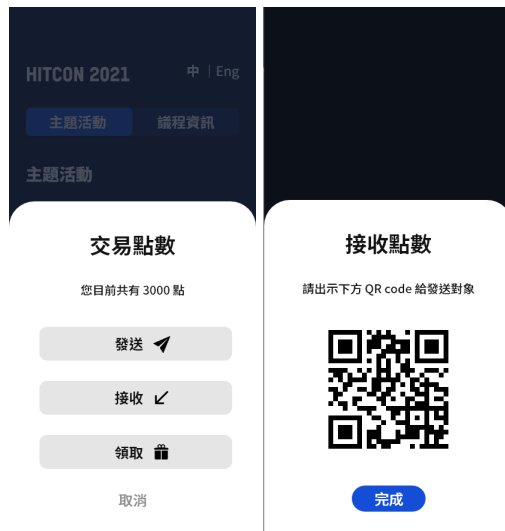 HITCON 2021
中 | Eng
主題活動 議程資訊
主題活動
交易點數
您目前共有 3000 點
發送
接收
領取
取消
接收點數
請出示下方 QR code 給發送對象
完成